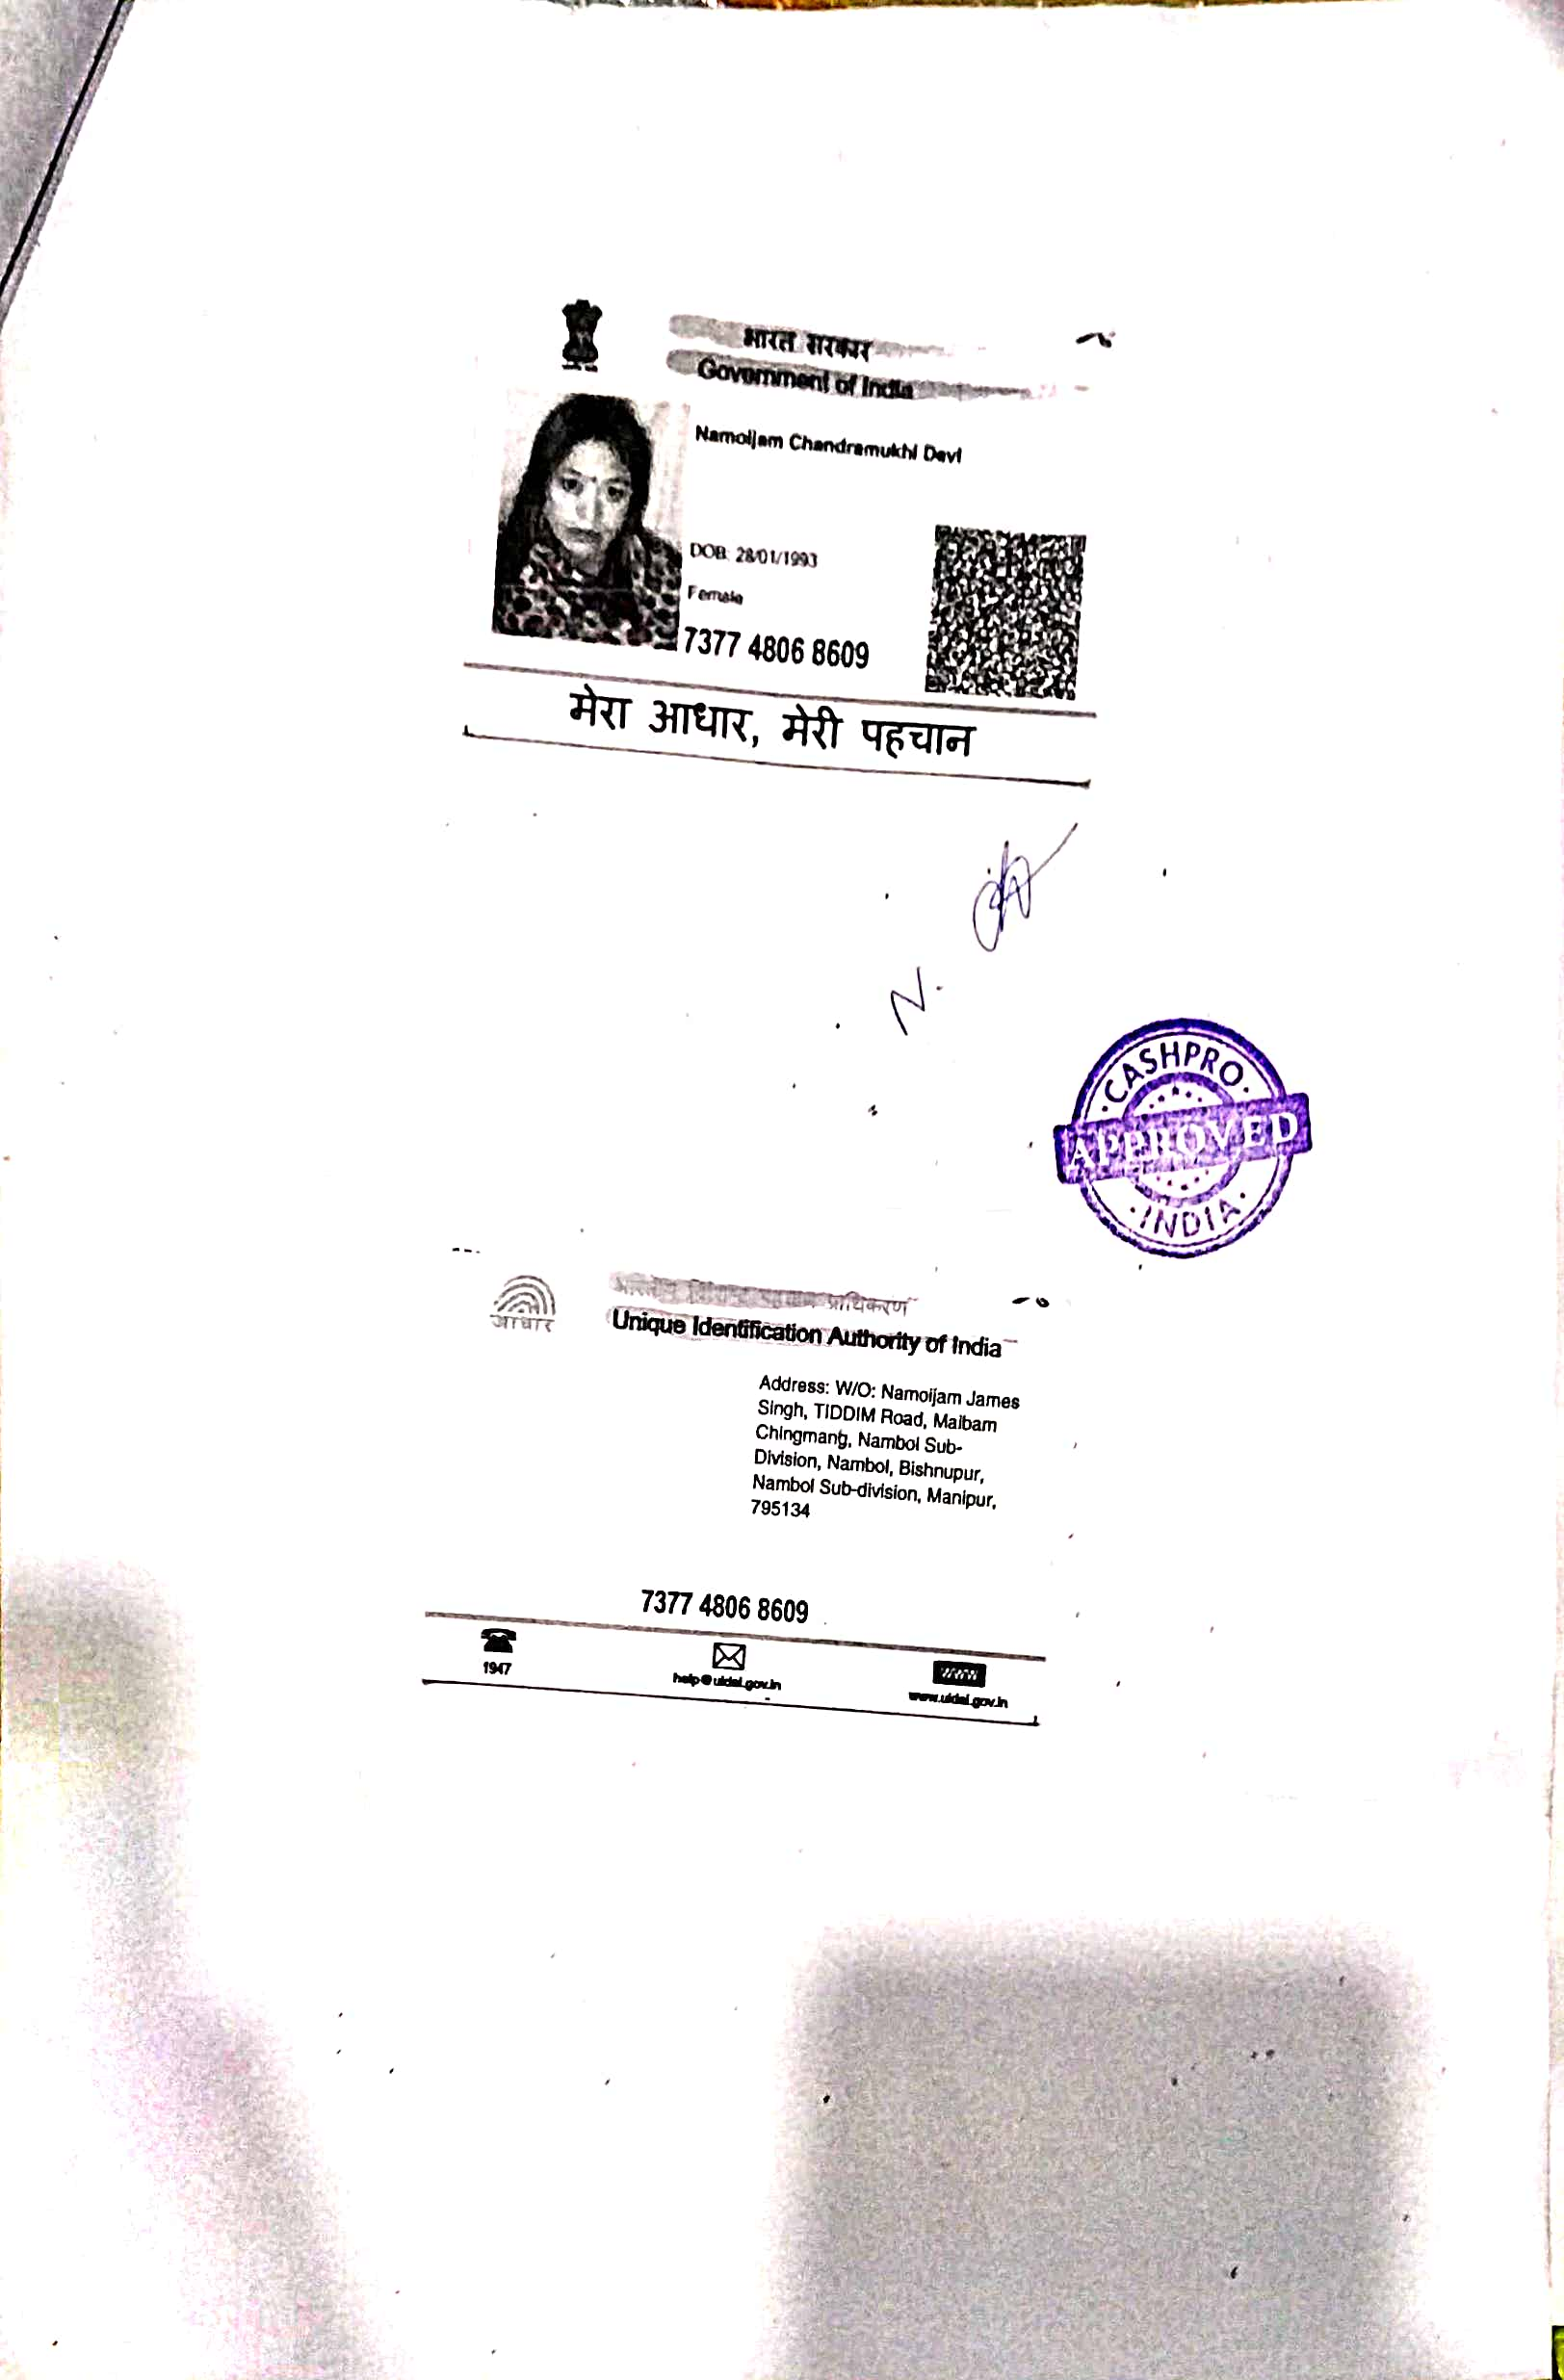 भारत सरकार
Government of India
Namoijam Chandramukhi Devi
DOB: 28/01/1993
Female
7377 4806 8609
मेरा आधार, मेरी पहचान
N.
CASHPRO
APPROVED
INDIA
आधार
प्राधिकरण
Unique Identification Authority of India
Address: W/O: Namoijam James
Singh, TIDDIM Road, Maibam
Chingmang, Nambol Sub-
Division, Nambol, Bishnupur,
Nambol Sub-division, Manipur,
795134
7377 4806 8609
1947
help@uidai.gov.in
www
www.uidai.gov.in